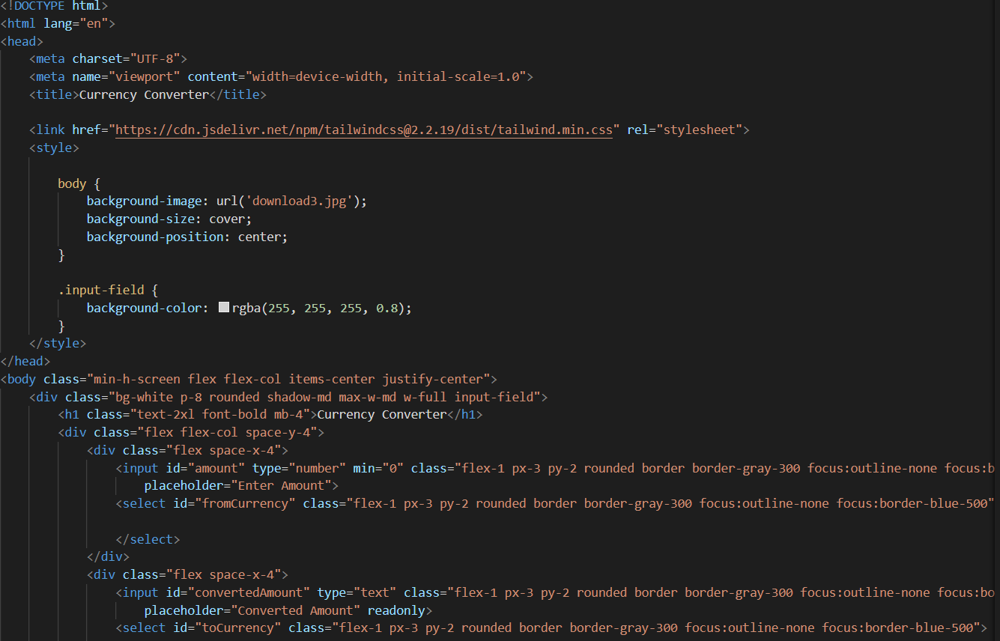 <!DOCTYPE html>
<html lang="en">
<head>
    <meta charset="UTF-8">
    <meta name="viewport" content="width=device-width, initial-scale=1.0">
    <title>Currency Converter</title>
    <link href="https://cdn.jsdelivr.net/npm/tailwindcss@2.2.19/dist/tailwind.min.css" rel="stylesheet">
    <style>
        body {
            background-image: url('download3.jpg');
            background-size: cover;
            background-position: center;
        }
        .input-field {
            background-color: rgba(255, 255, 255, 0.8);
        }
    </style>
</head>
<body class="min-h-screen flex flex-col items-center justify-center">
    <div class="bg-white p-8 rounded shadow-md max-w-md w-full input-field">
        <h1 class="text-2xl font-bold mb-4">Currency Converter</h1>
        <div class="flex flex-col space-y-4">
            <div class="flex space-x-4">
                <input id="amount" type="number" min="0" class="flex-1 px-3 py-2 rounded border border-gray-300 focus:outline-none focus:b
                    placeholder="Enter Amount">
                <select id="fromCurrency" class="flex-1 px-3 py-2 rounded border border-gray-300 focus:outline-none focus:border-blue-500"
                </select>
            </div>
            <div class="flex space-x-4">
                <input id="convertedAmount" type="text" class="flex-1 px-3 py-2 rounded border border-gray-300 focus:outline-none focus:bo
                    placeholder="Converted Amount" readonly>
                <select id="toCurrency" class="flex-1 px-3 py-2 rounded border border-gray-300 focus:outline-none focus:border-blue-500">